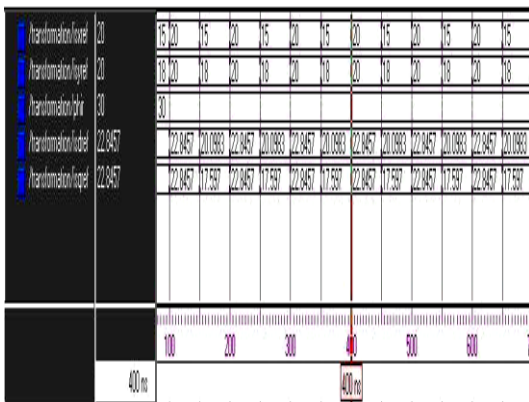 /transformation/isxref 20 15 20 15 20 15 20 15 20 15 20 15 20 15
/transformation/isyref 20 18 20 18 20 18 20 18 20 18 20 18 20 18
/transformation/phir 30 30
/transformation/isdref 22.8457 22.8457 20.0983 22.8457 20.0983 22.8457 20.0983 22.8457 20.0983 22.8457 20.0983 22.8457 20.0983
/transformation/isqref 22.8457 22.8457 17.597 22.8457 17.597 22.8457 17.597 22.8457 17.597 22.8457 17.597 22.8457 17.597
100 200 300 400 500 600 7
400 ns 400 ns